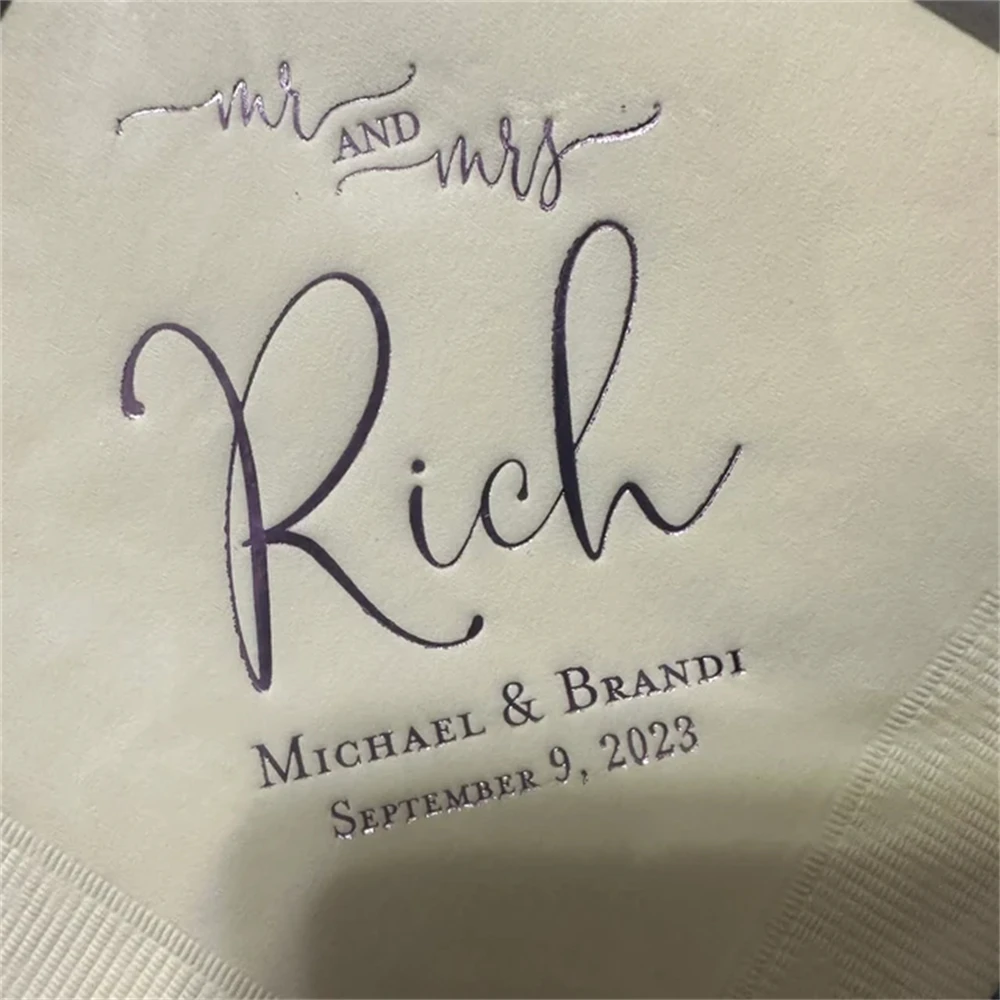 mr AND mrs
Rich
MICHAEL & BRANDI
SEPTEMBER 9, 2023